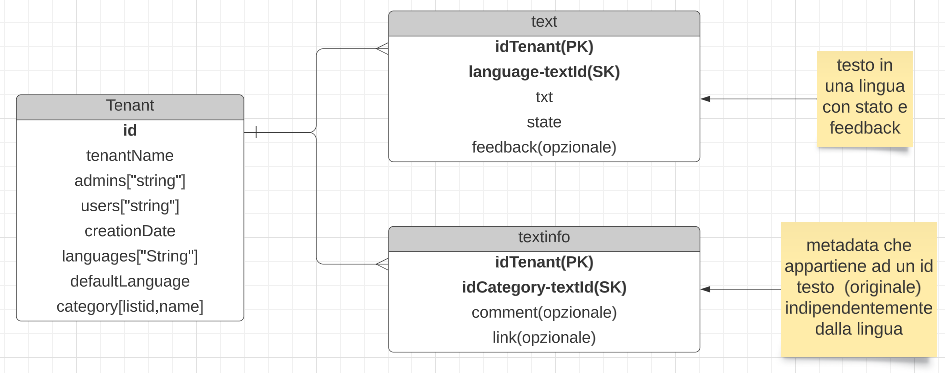 Tenant
id
tenantName
admins["string"]
users["string"]
creationDate
languages["String"]
defaultLanguage
category[listid,name]
text
idTenant(PK)
language-textId(SK)
txt
state
feedback(opzionale)
testo in
una lingua
con stato e
feedback
textinfo
idTenant(PK)
idCategory-textId(SK)
comment(opzionale)
link(opzionale)
metadata che
appartiene ad un id
testo (originale)
indipendentemente
dalla lingua